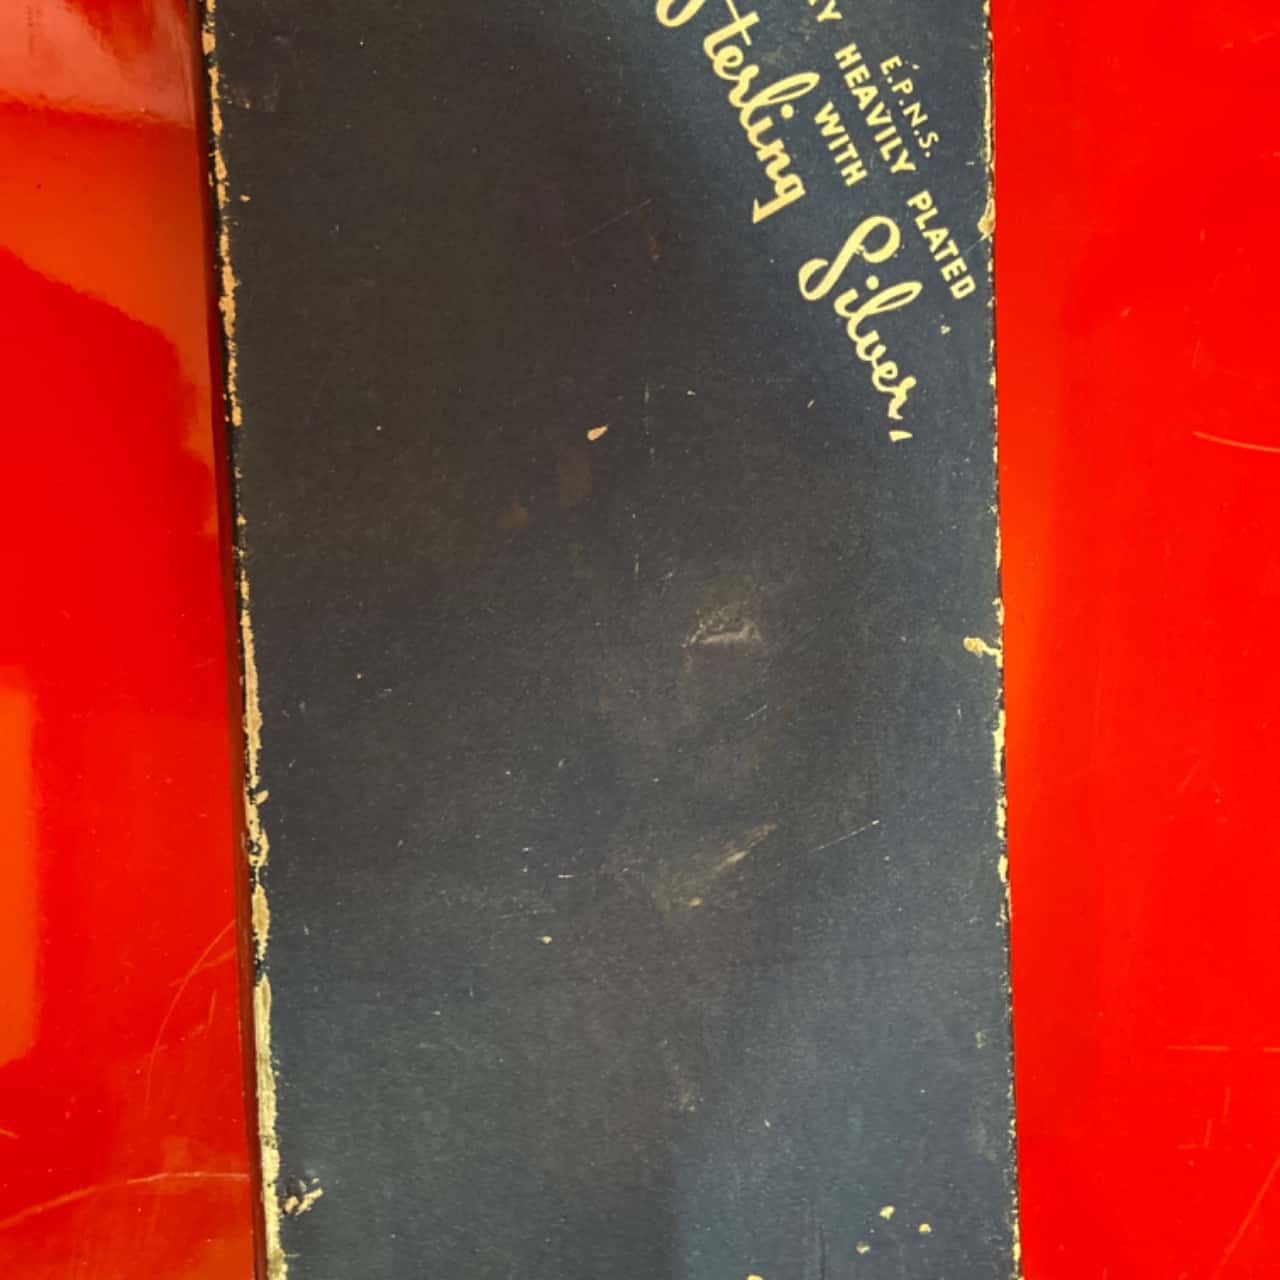 E.P.N.S.
HEAVILY PLATED
WITH
Sterling Silver,